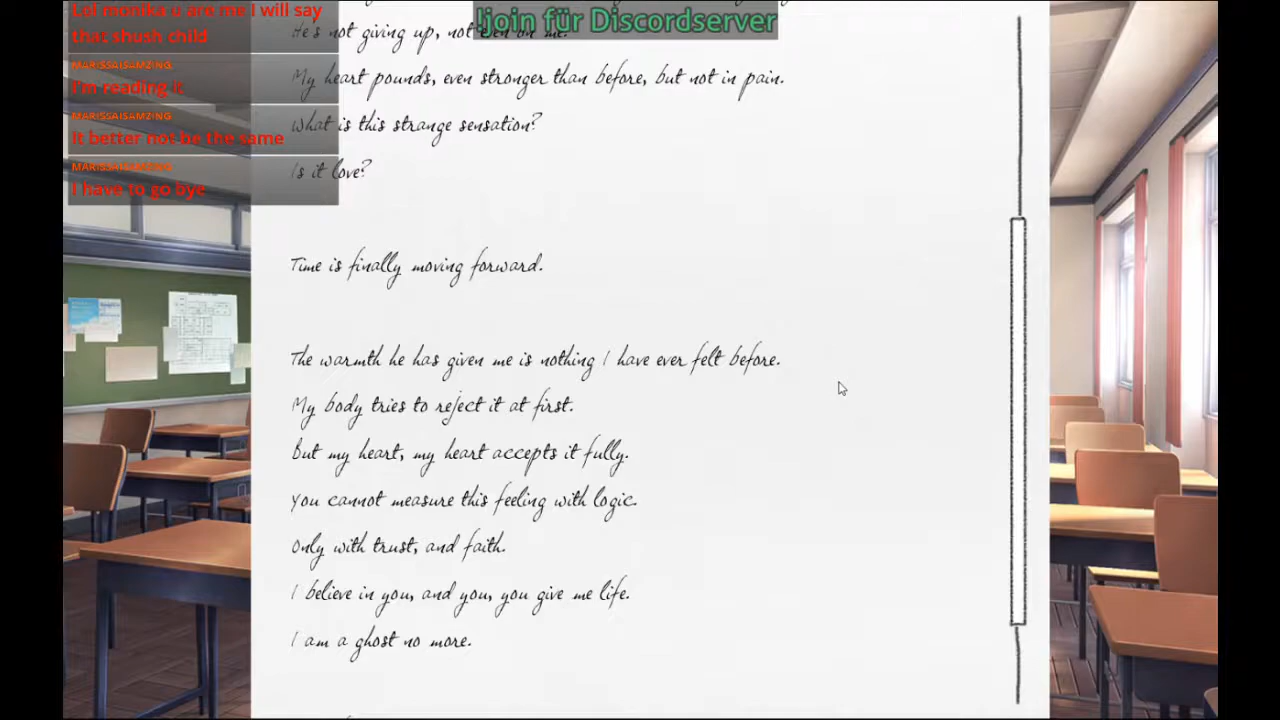 Lol monika u are me I will say
that shush child
MARISSAISAMZING
I'm reading it
MARISSAISAMZING
It better not be the same
MARISSAISAMZING
I have to go bye
!join für Discordserver
He's not giving up, not even on me.
My heart pounds, even stronger than before, but not in pain.
What is this strange sensation?
Is it love?
Time is finally moving forward.
The warmth he has given me is nothing I have ever felt before.
My body tries to reject it at first.
But my heart, my heart accepts it fully.
You cannot measure this feeling with logic.
Only with trust, and faith.
I believe in you, and you, you give me life.
I am a ghost no more.